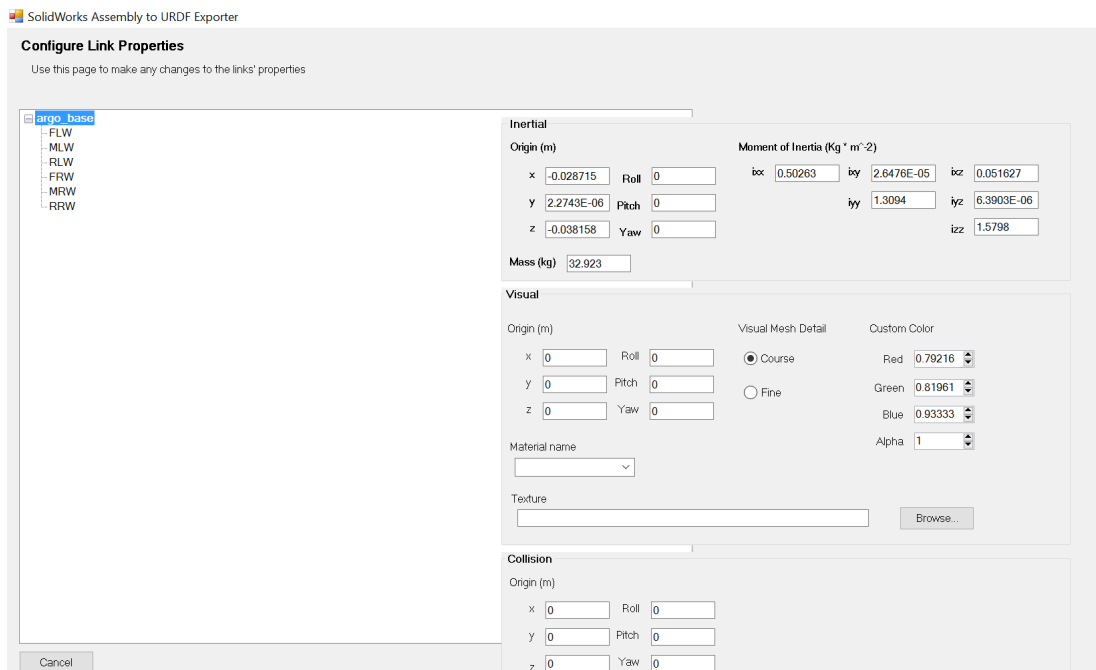 SolidWorks Assembly to URDF Exporter
Configure Link Properties
Use this page to make any changes to the links' properties
argo_base
FLW
MLW
RLW
FRW
MRW
RRW
Inertial
Origin (m) Moment of Inertia (Kg * m^-2)
x -0.028715 Roll 0 ixx 0.50263 ixy 2.6476E-05 ixz 0.051627
y 2.2743E-06 Pitch 0 iyy 1.3094 iyz 6.3903E-06
z -0.038158 Yaw 0 izz 1.5798
Mass (kg) 32.923
Visual
Origin (m) Visual Mesh Detail Custom Color
x 0 Roll 0 Course Red 0.79216
y 0 Pitch 0 Fine Green 0.81961
z 0 Yaw 0 Blue 0.93333
Alpha 1
Material name
Texture
Browse...
Collision
Origin (m)
x 0 Roll 0
y 0 Pitch 0
z 0 Yaw 0
Cancel